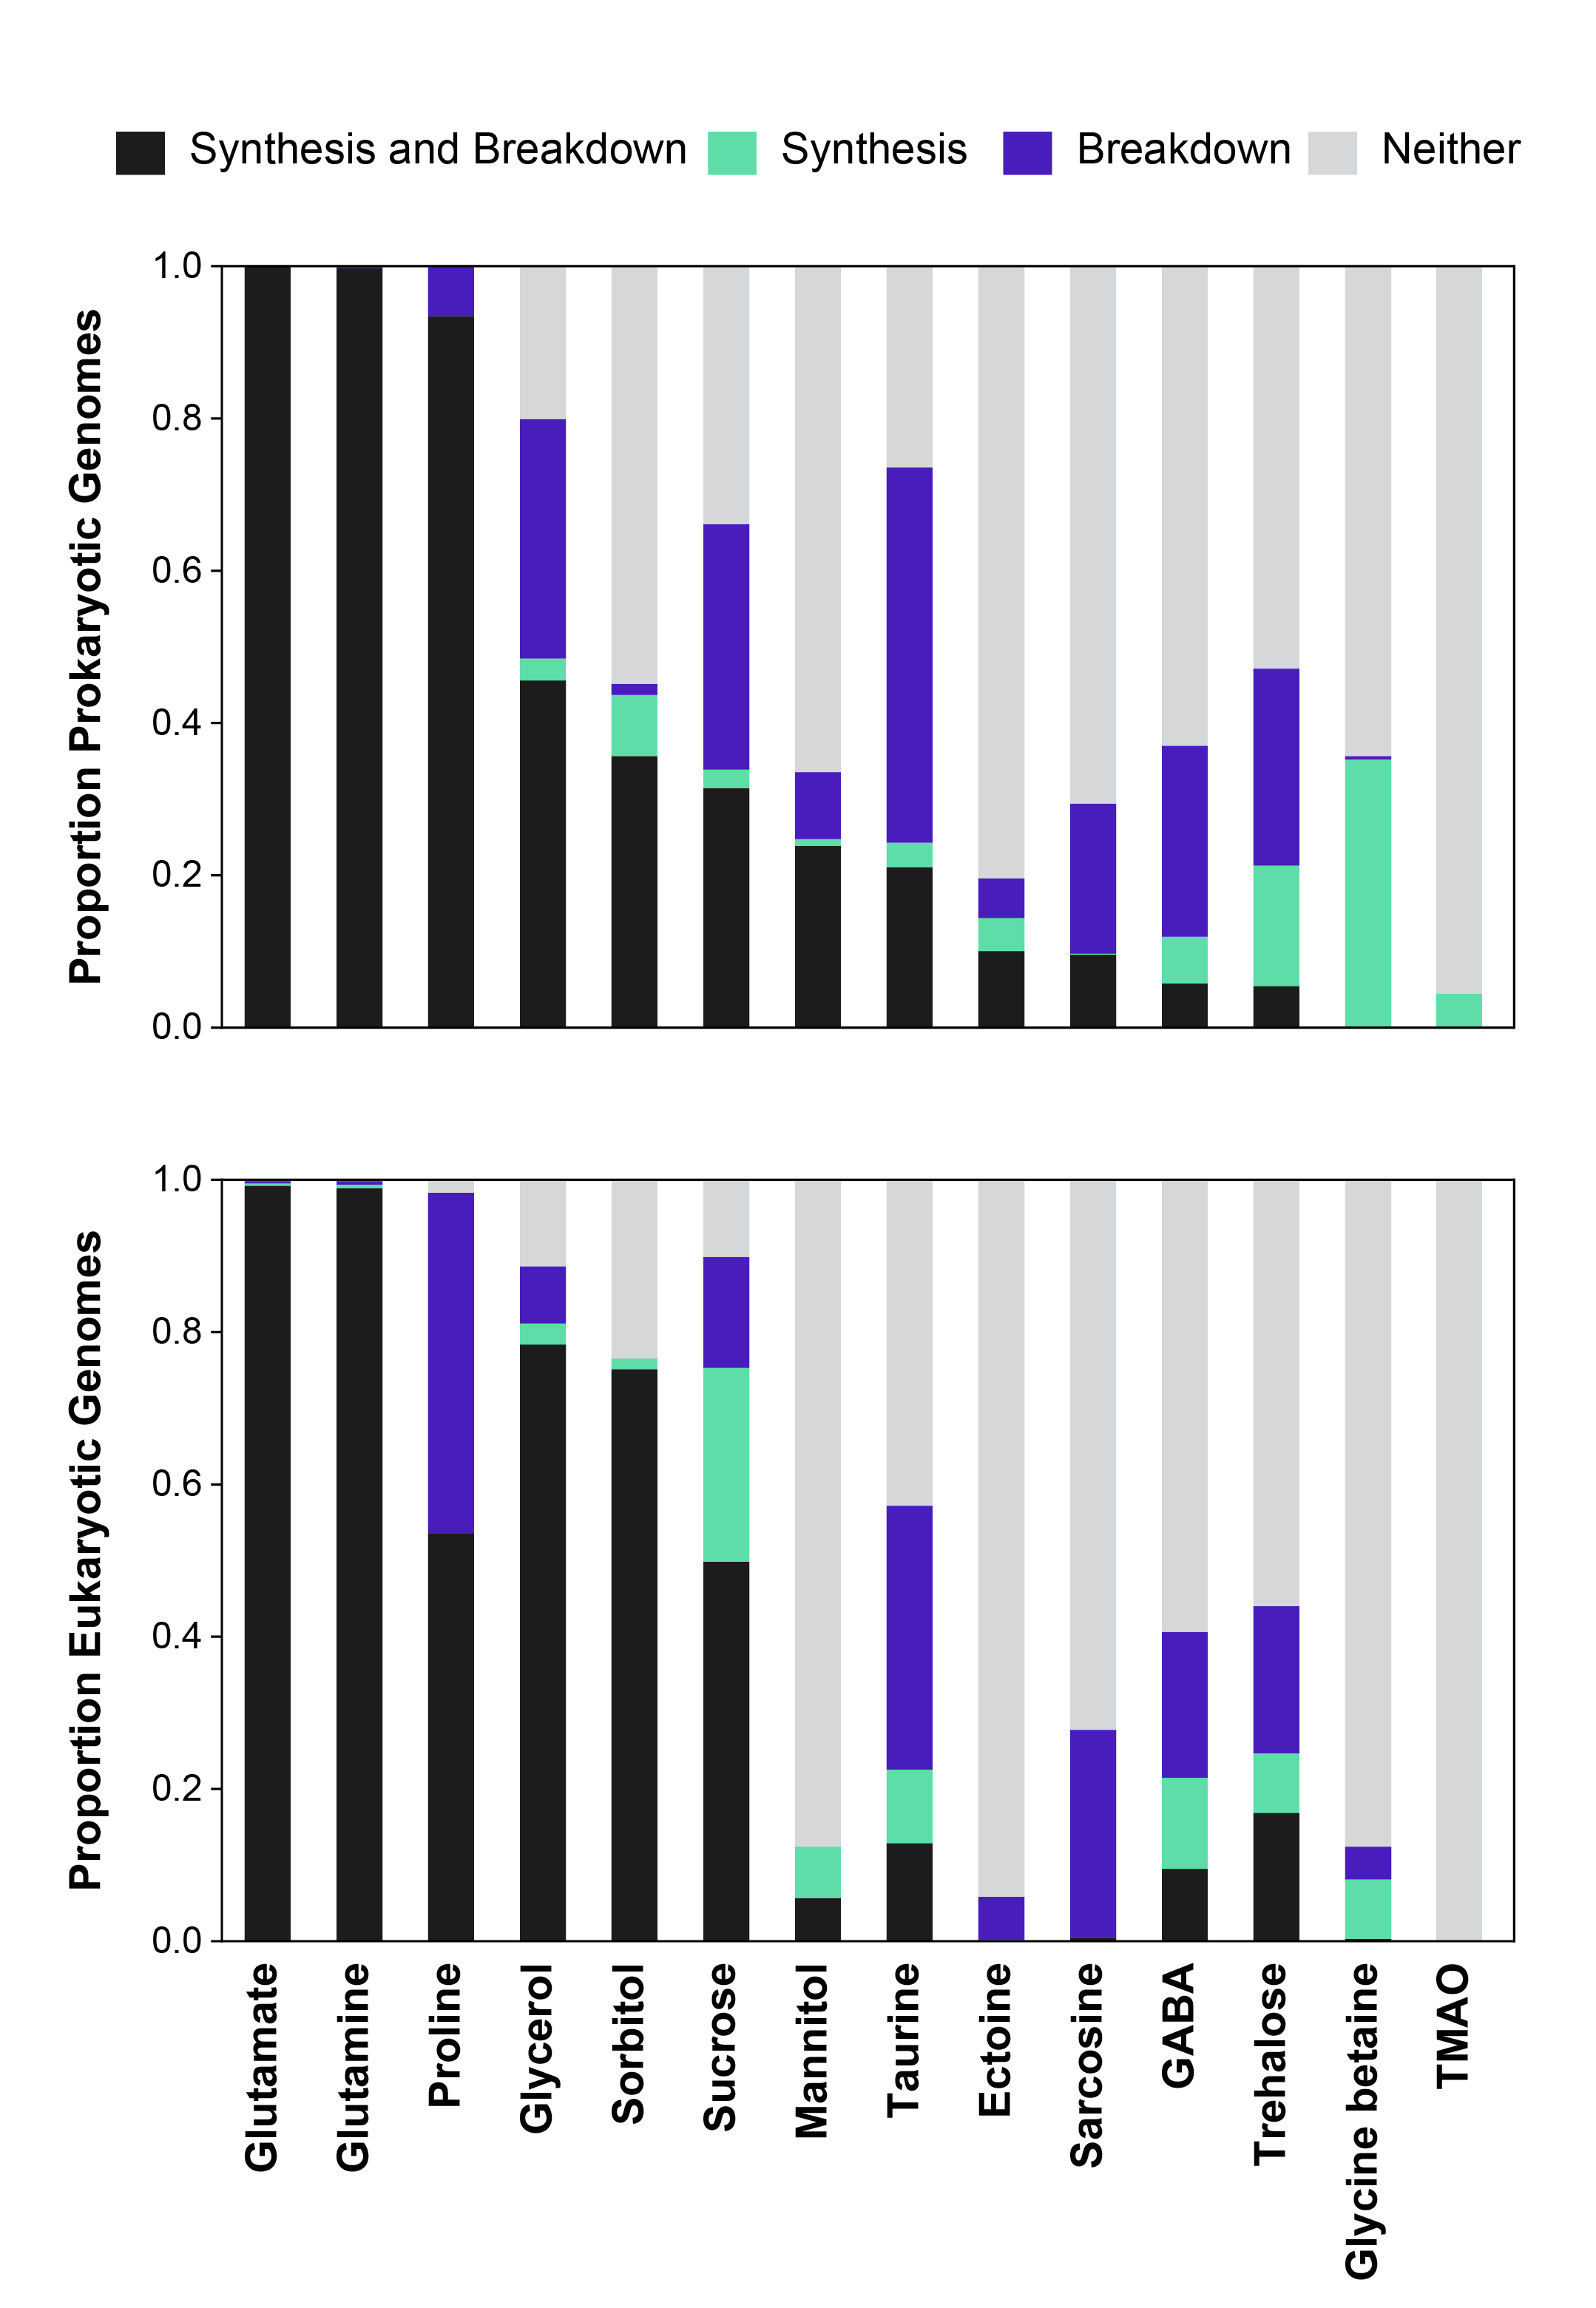 Synthesis and Breakdown Synthesis Breakdown Neither
Proportion Prokaryotic Genomes
1.0
0.8
0.6
0.4
0.2
0.0
Proportion Eukaryotic Genomes
1.0
0.8
0.6
0.4
0.2
0.0
Glutamate
Glutamine
Proline
Glycerol
Sorbitol
Sucrose
Mannitol
Taurine
Ectoine
Sarcosine
GABA
Trehalose
Glycine betaine
TMAO